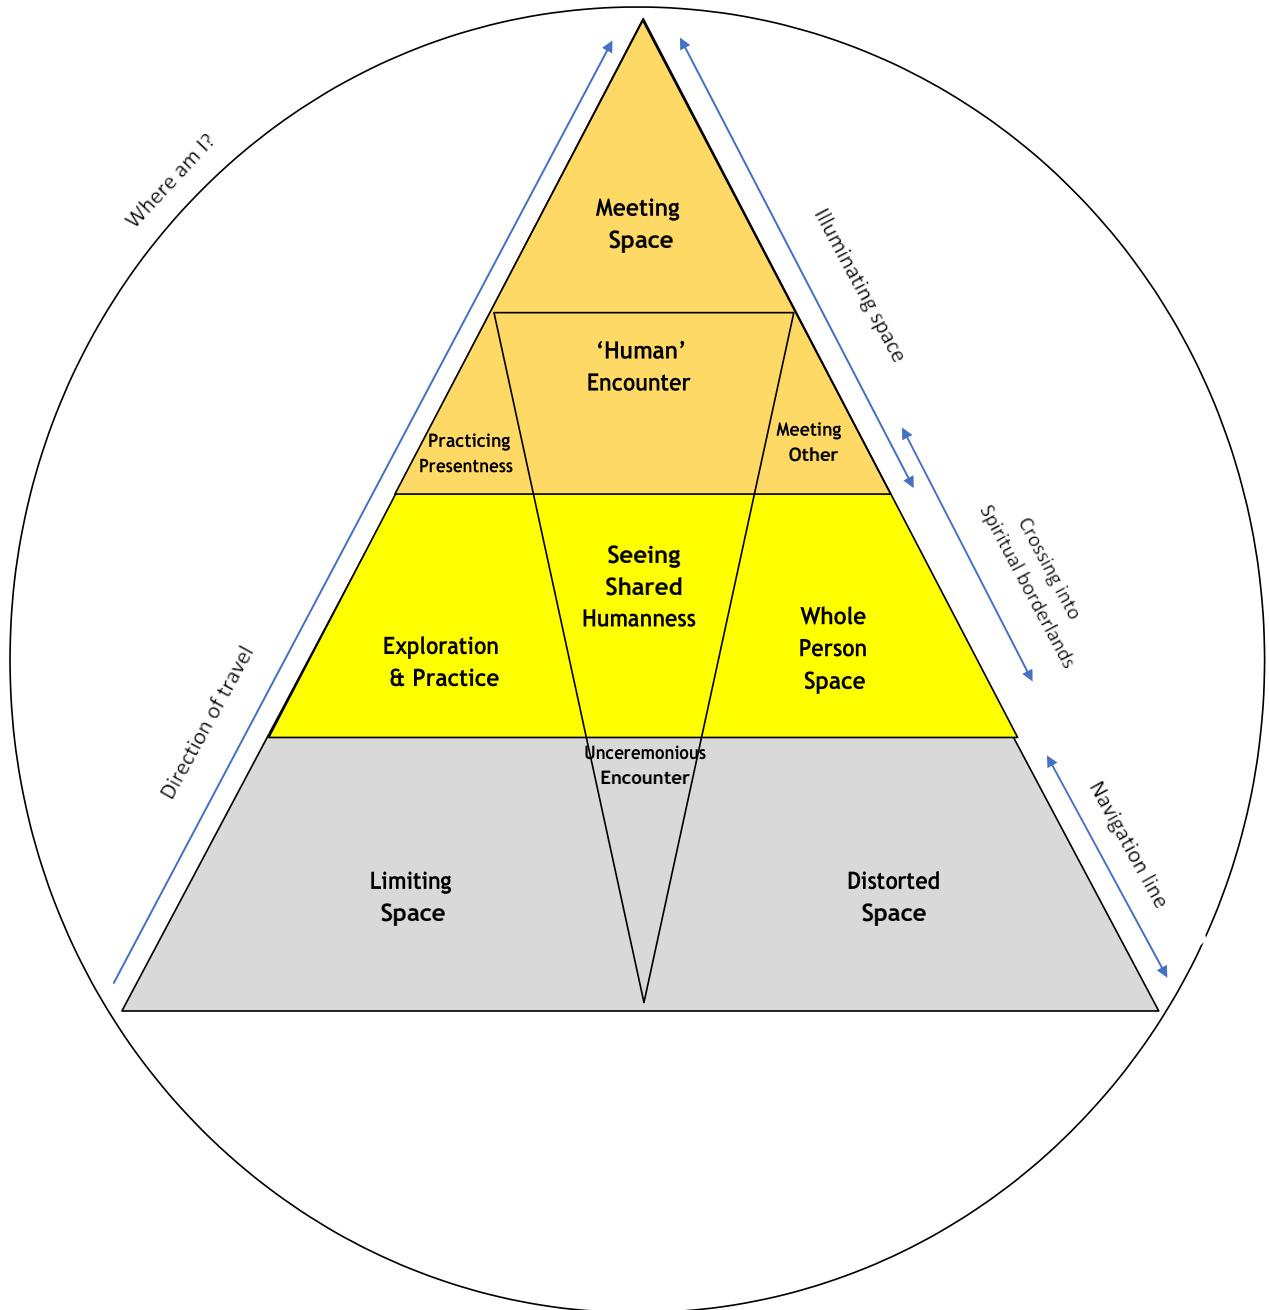 Where am I?
Meeting
Space
Illuminating space
‘Human’
Encounter
Practicing
Presentness
Meeting
Other
Crossing into
Spiritual borderlands
Seeing
Shared
Humanness
Exploration
& Practice
Whole
Person
Space
Direction of travel
Unceremonious
Encounter
Navigation line
Limiting
Space
Distorted
Space